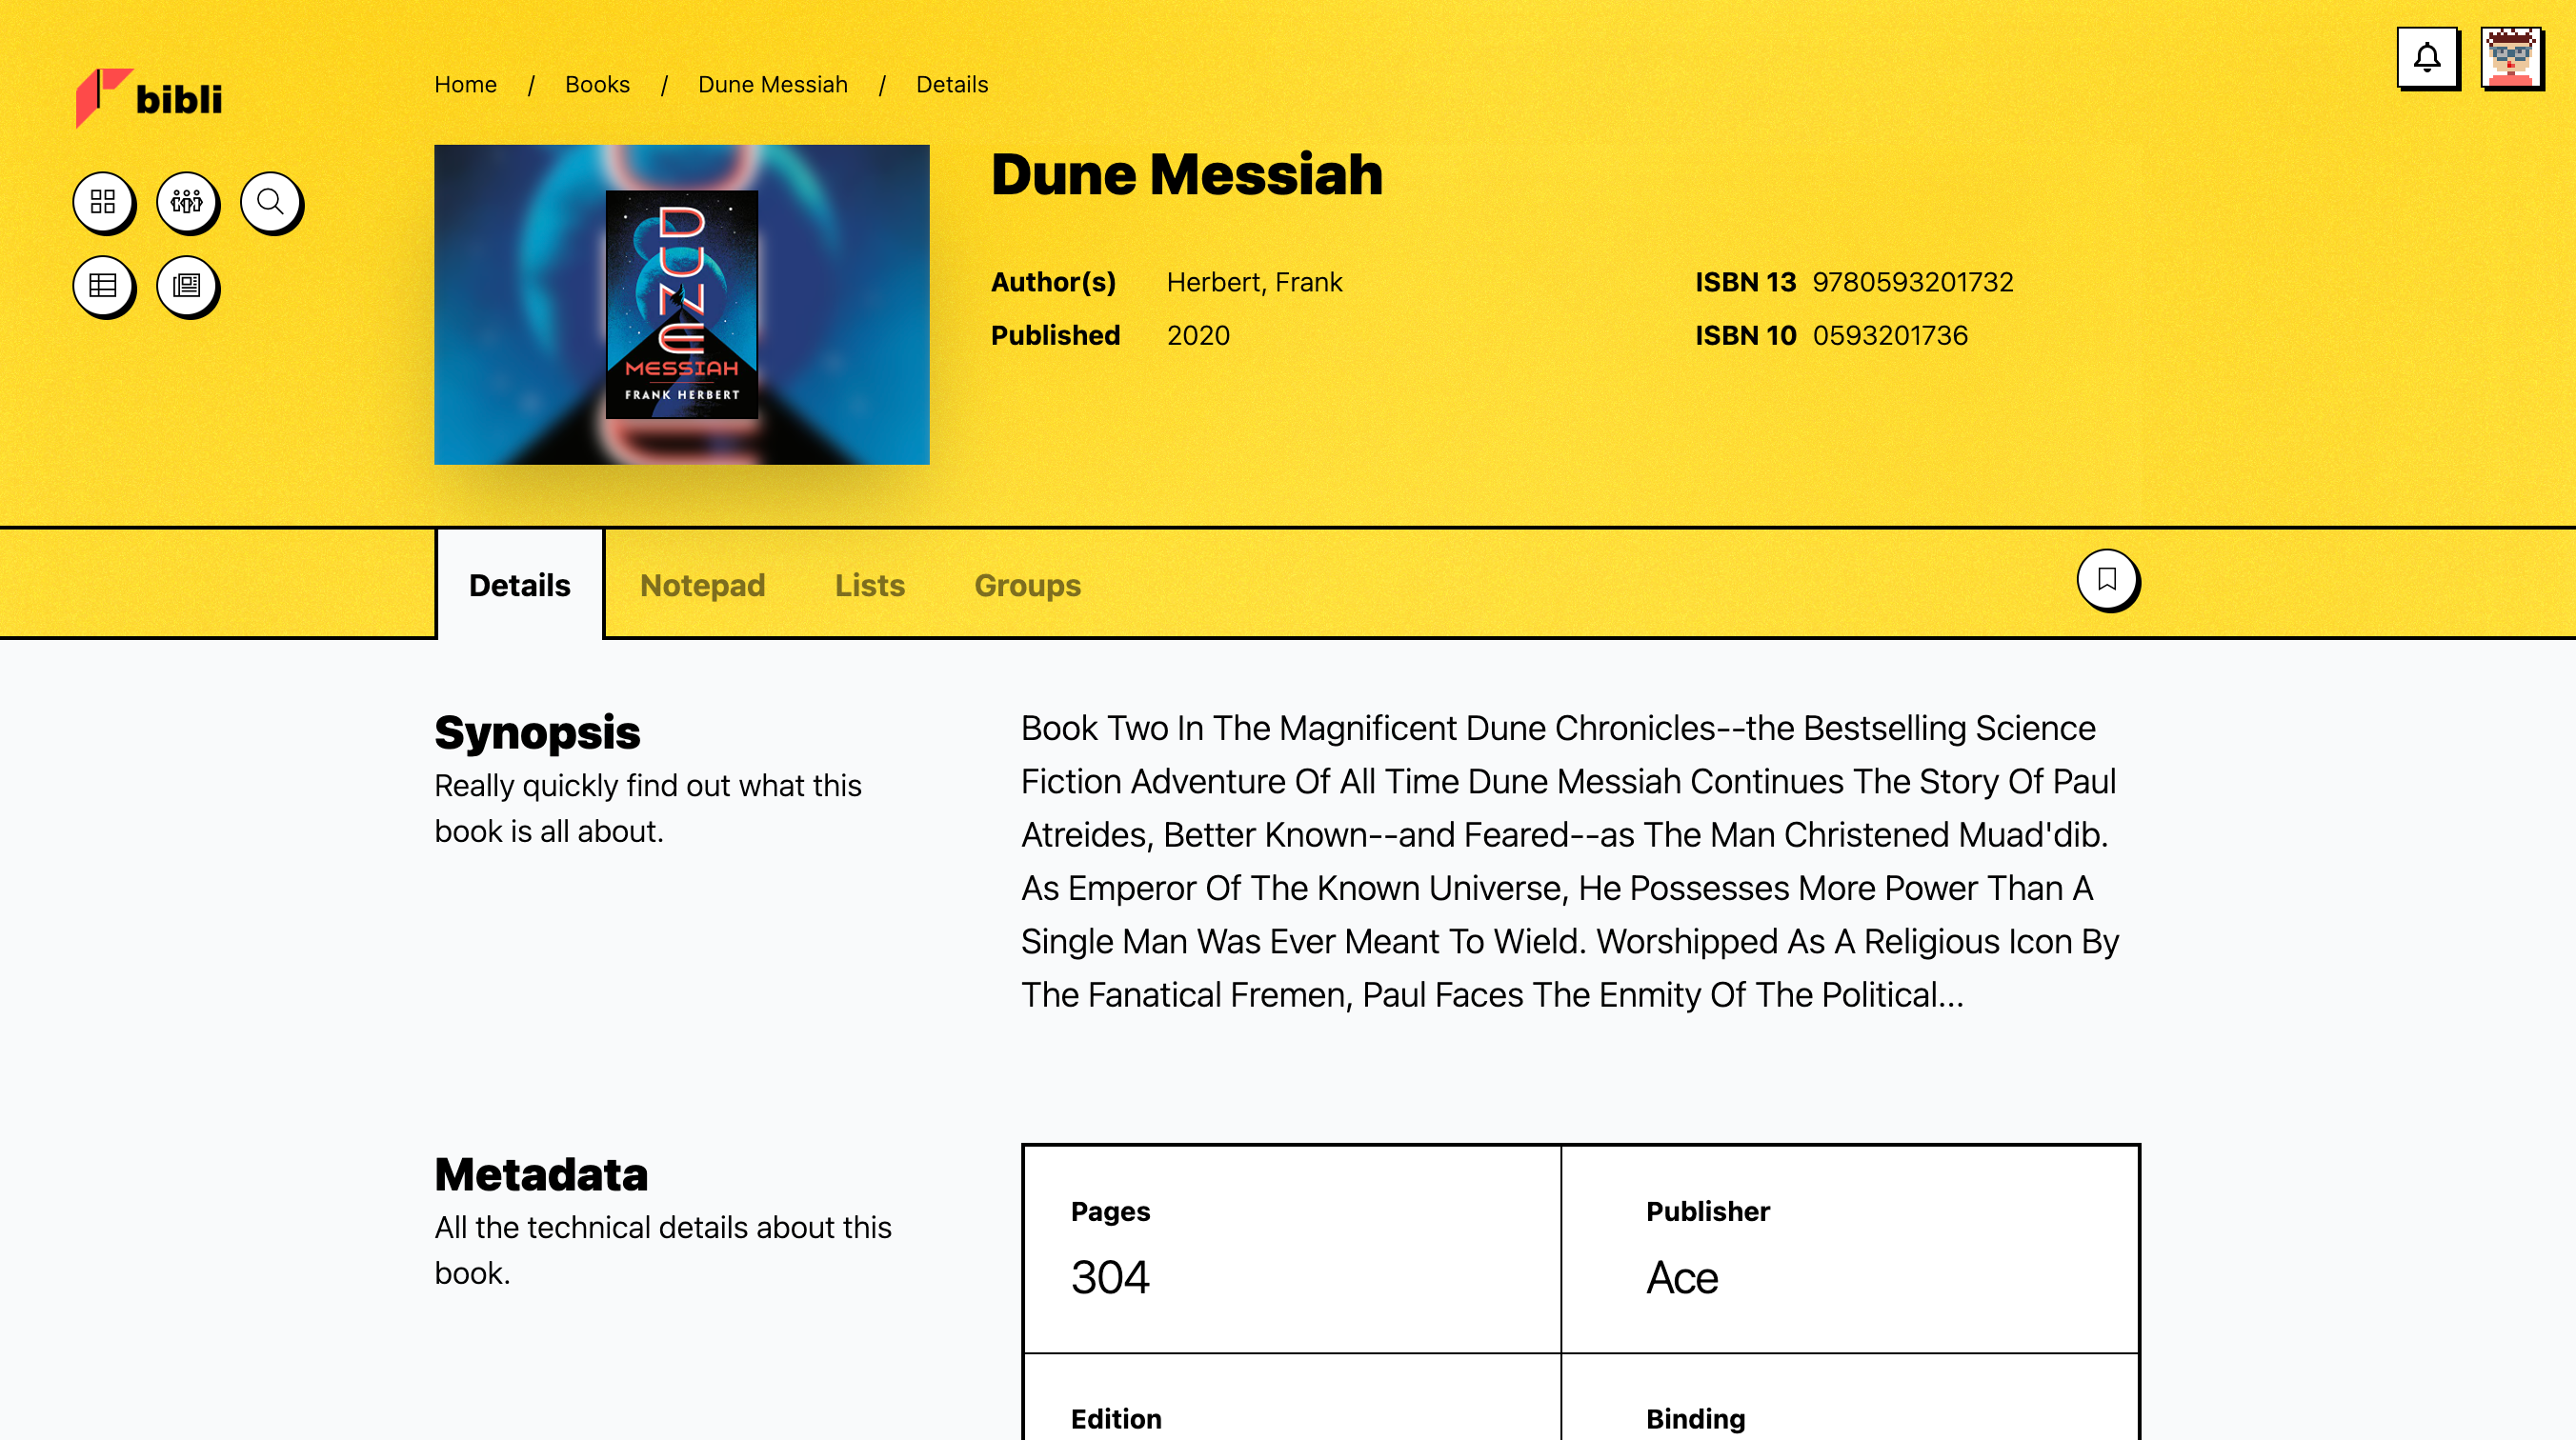 bibli
Home / Books / Dune Messiah / Details
DUNE
MESSIAH
FRANK HERBERT
Dune Messiah
Author(s) Herbert, Frank
ISBN 13 9780593201732
Published 2020
ISBN 10 0593201736
Details Notepad Lists Groups
Synopsis
Really quickly find out what this
book is all about.
Book Two In The Magnificent Dune Chronicles--the Bestselling Science
Fiction Adventure Of All Time Dune Messiah Continues The Story Of Paul
Atreides, Better Known--and Feared--as The Man Christened Muad'dib.
As Emperor Of The Known Universe, He Possesses More Power Than A
Single Man Was Ever Meant To Wield. Worshipped As A Religious Icon By
The Fanatical Fremen, Paul Faces The Enmity Of The Political...
Metadata
All the technical details about this
book.
Pages
304
Publisher
Ace
Edition
Binding